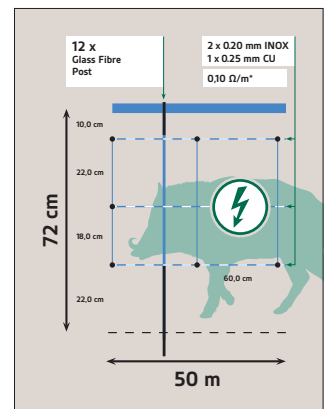 12 x
Glass Fibre
Post
2 x 0.20 mm INOX
1 x 0.25 mm CU
0,10 Ω/m*
10,0 cm
22,0 cm
72 cm
18,0 cm
60,0 cm
22,0 cm
50 m